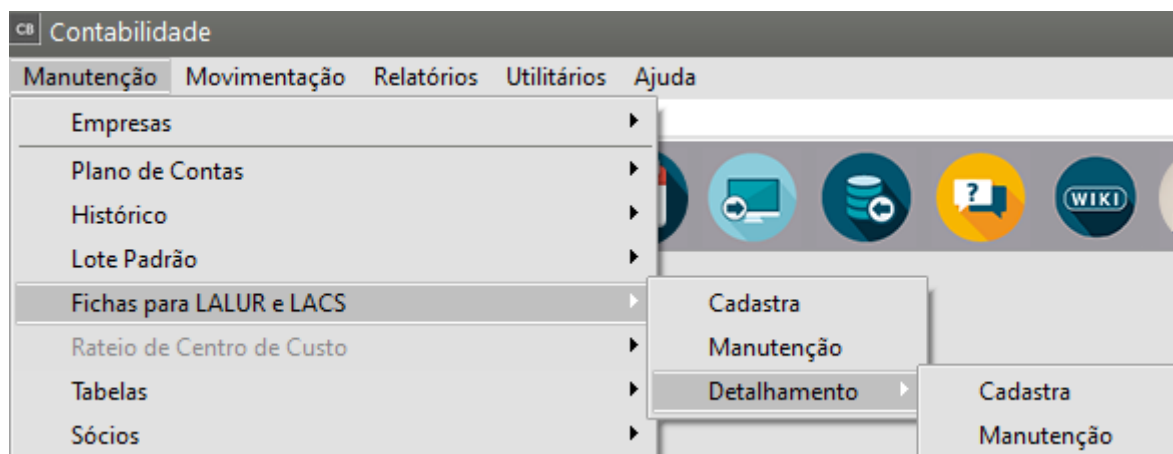 CB Contabilidade
Manutenção Movimentação Relatórios Utilitários Ajuda
Empresas
Plano de Contas
Histórico
Lote Padrão
Fichas para LALUR e LACS
Rateio de Centro de Custo
Tabelas
Sócios
Cadastra
Manutenção
Detalhamento
Cadastra
Manutenção
?
WIKI